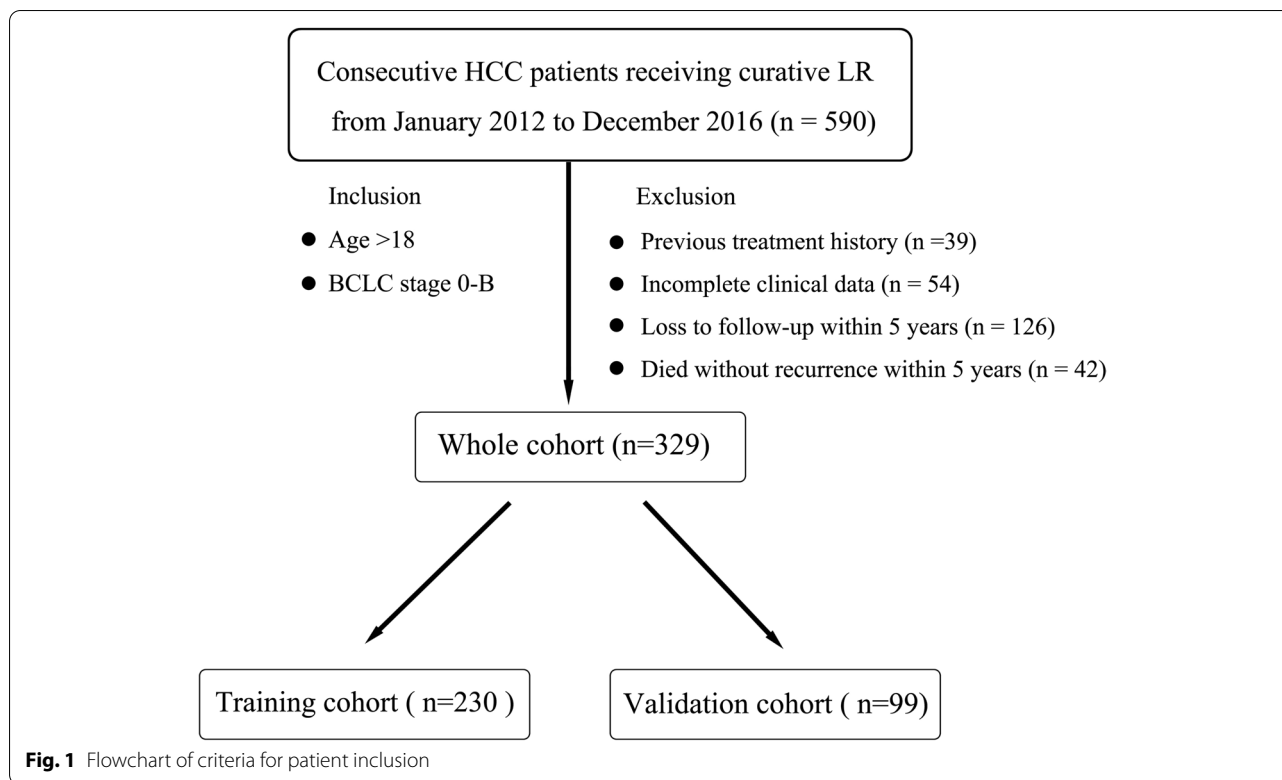 Consecutive HCC patients receiving curative LR
from January 2012 to December 2016 (n = 590)
Inclusion
● Age >18
● BCLC stage 0-B
Exclusion
● Previous treatment history (n =39)
● Incomplete clinical data (n = 54)
● Loss to follow-up within 5 years (n = 126)
● Died without recurrence within 5 years (n = 42)
Whole cohort (n=329)
Training cohort ( n=230 )
Validation cohort ( n=99)
Fig. 1 Flowchart of criteria for patient inclusion